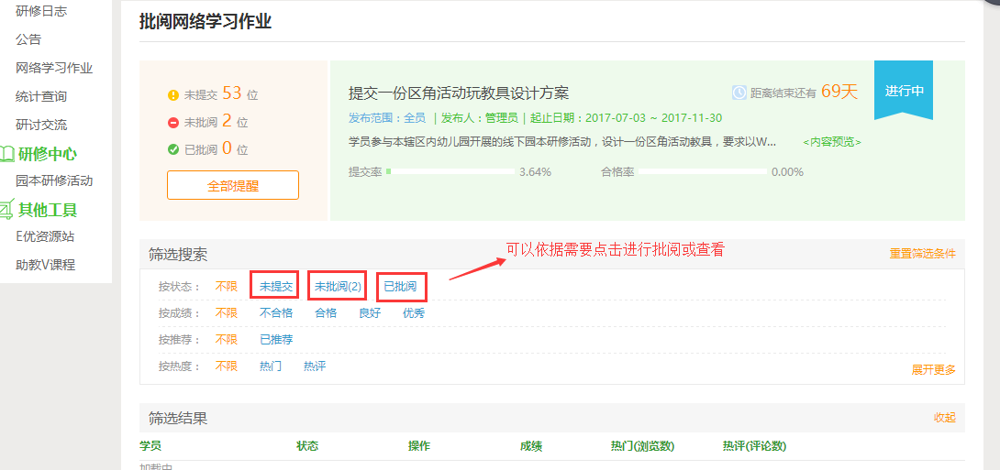 研修日志
公告
网络学习作业
统计查询
研讨交流
研修中心
园本研修活动
其他工具
E优资源站
助教V课程
批阅网络学习作业
未提交 53 位
未批阅 2 位
已批阅 0 位
全部提醒
提交一份区角活动玩教具设计方案
距离结束还有 69天
进行中
发布范围：全员 | 发布人：管理员 | 起止日期：2017-07-03 ~ 2017-11-30
学员参与本辖区内幼儿园开展的线下园本研修活动，设计一份区角活动教具，要求以W... <内容预览>
提交率 3.64% 合格率 0.00%
筛选搜索
可以依据需要点击进行批阅或查看
重置筛选条件
按状态： 不限 未提交 未批阅(2) 已批阅
按成绩： 不限 不合格 合格 良好 优秀
按推荐： 不限 已推荐
按热度： 不限 热门 热评
展开更多
筛选结果 收起
学员 状态 操作 成绩 热门(浏览数) 热评(评论数)
加载中